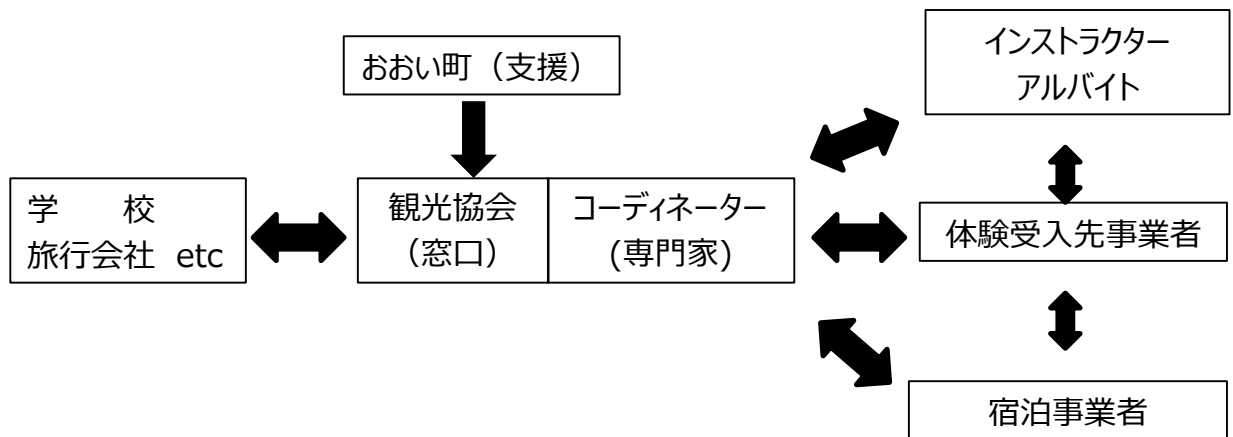 おおい町（支援）
インストラクター
アルバイト
学　　校
旅行会社 etc
観光協会
（窓口）
コーディネーター
(専門家)
体験受入先事業者
宿泊事業者